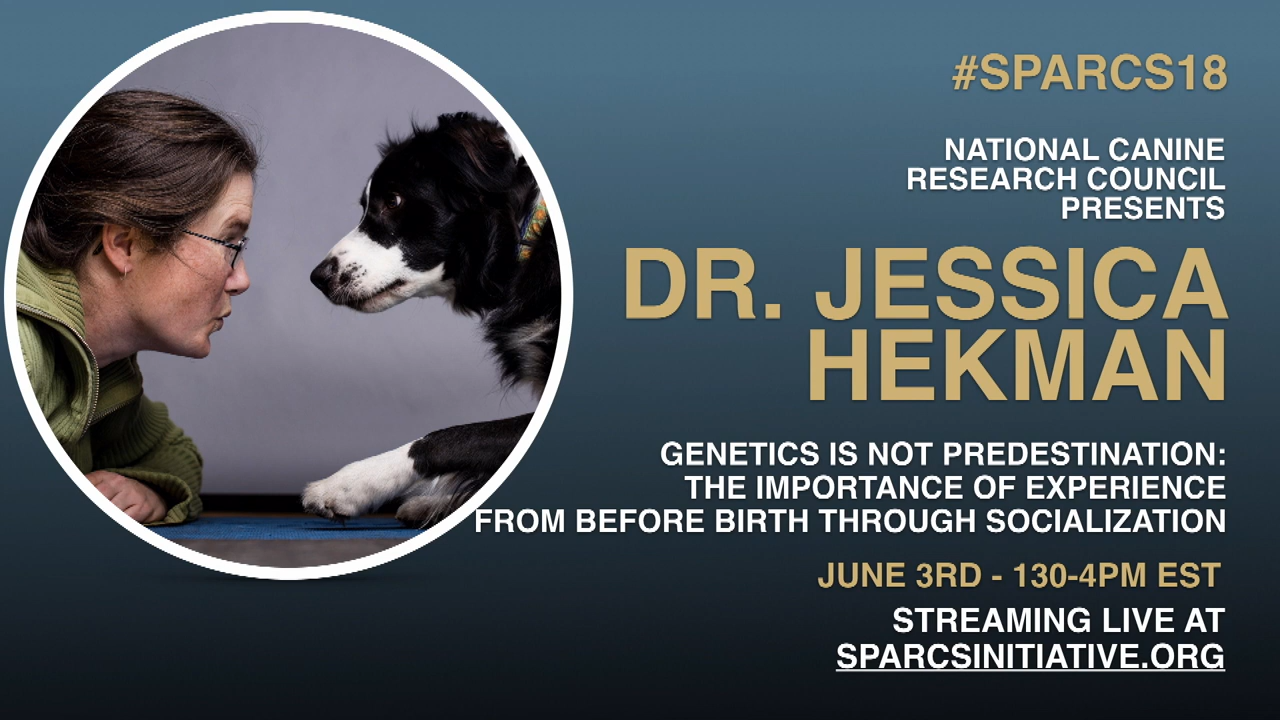 #SPARCS18
NATIONAL CANINE
RESEARCH COUNCIL
PRESENTS
DR. JESSICA
HEKMAN
GENETICS IS NOT PREDESTINATION:
THE IMPORTANCE OF EXPERIENCE
FROM BEFORE BIRTH THROUGH SOCIALIZATION
JUNE 3RD - 130-4PM EST
STREAMING LIVE AT
SPARCSINITIATIVE.ORG